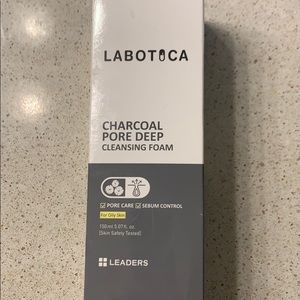 LABOTICA
CHARCOAL
PORE DEEP
CLEANSING FOAM
PORE CARE SEBUM CONTROL
For Oily Skin
150 ml 5.07 fl. oz.
[Skin Safety Tested]
LEADERS